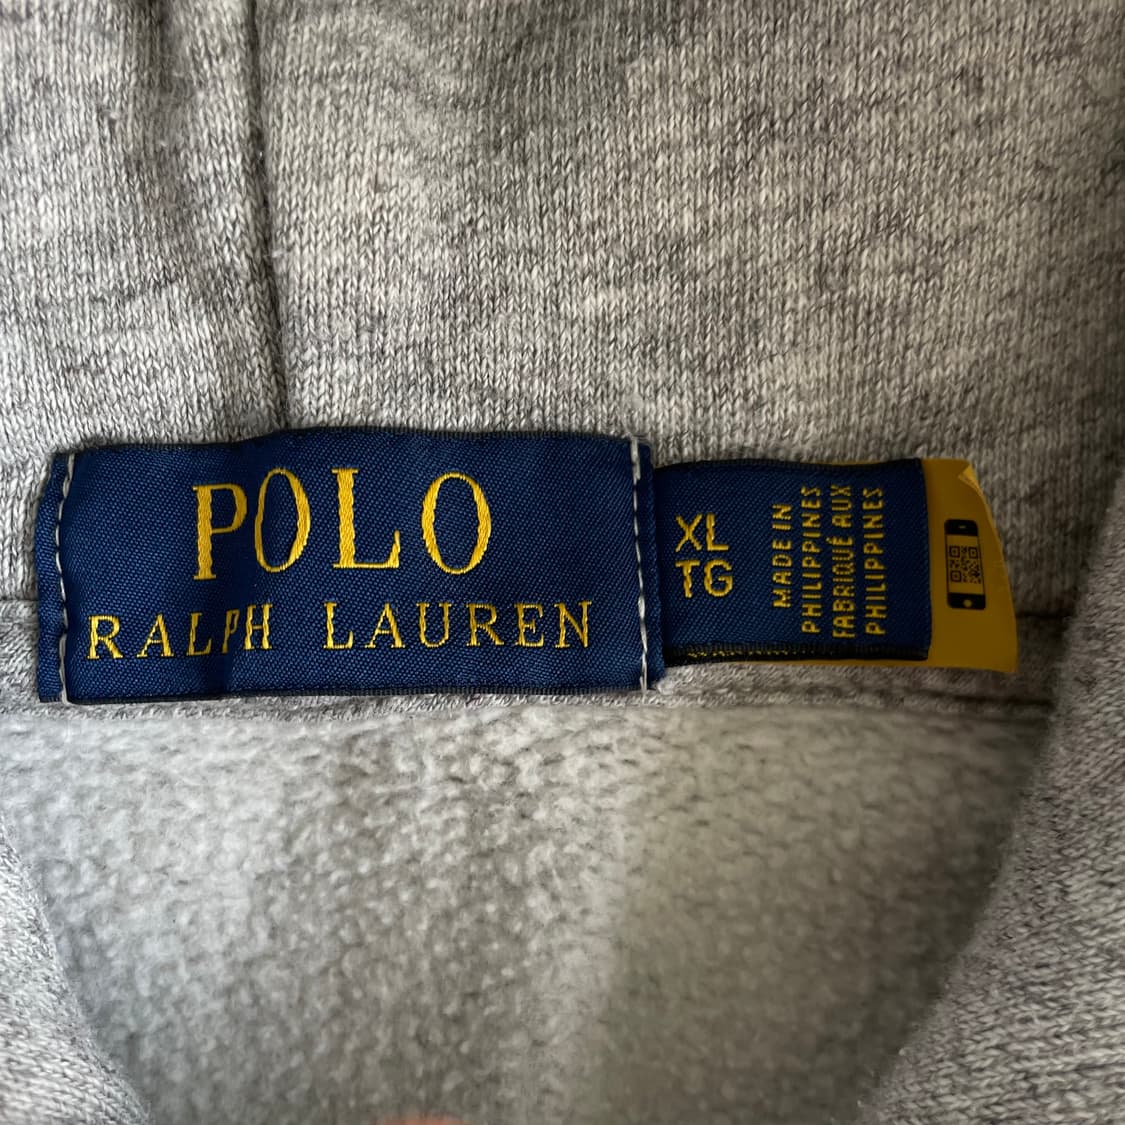 POLO
RALPH LAUREN
XL
TG
MADE IN
PHILIPPINES
FABRIQUÉ AUX
PHILIPPINES